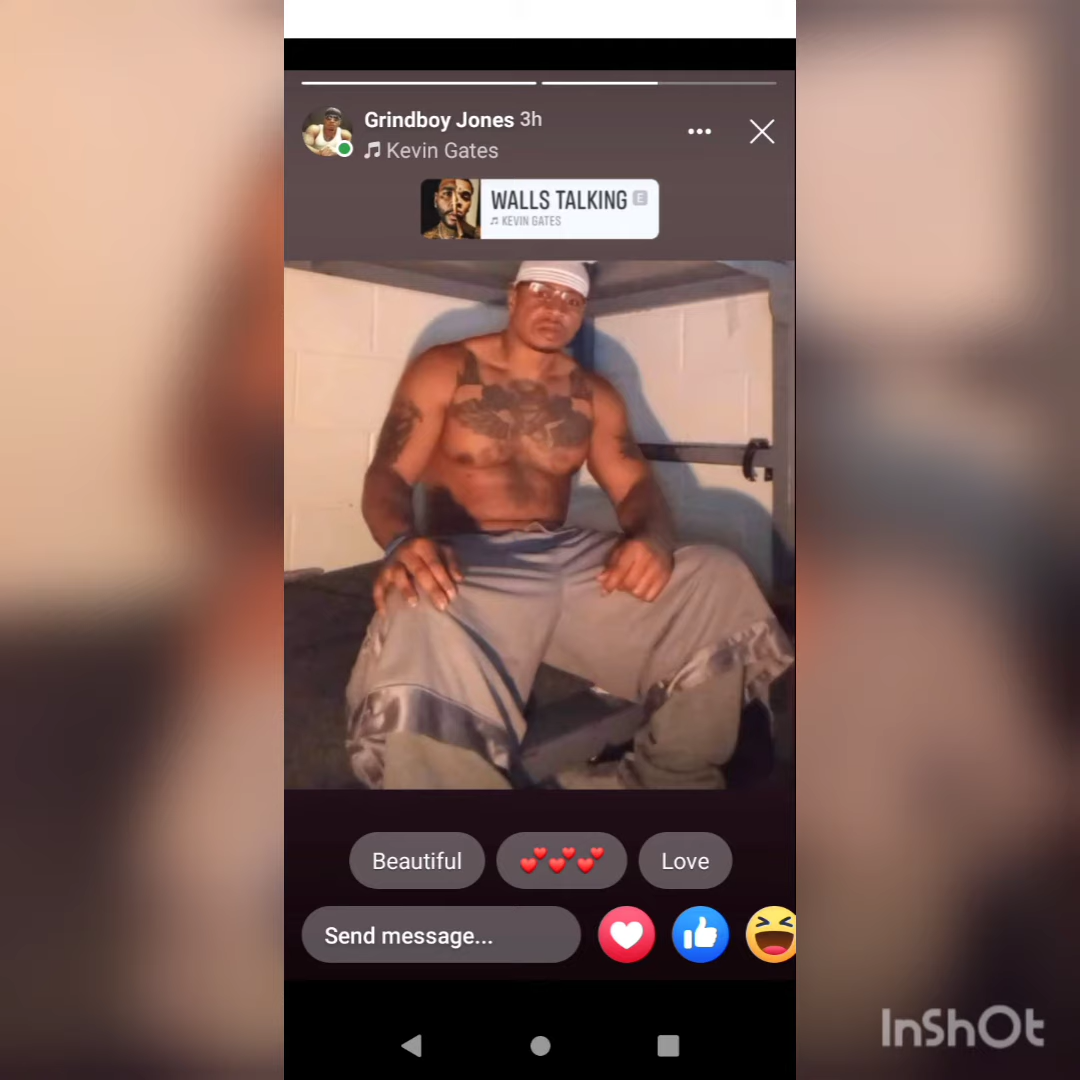 Grindboy Jones 3h
Kevin Gates
WALLS TALKING E
KEVIN GATES
Beautiful
Love
Send message...
InShOt